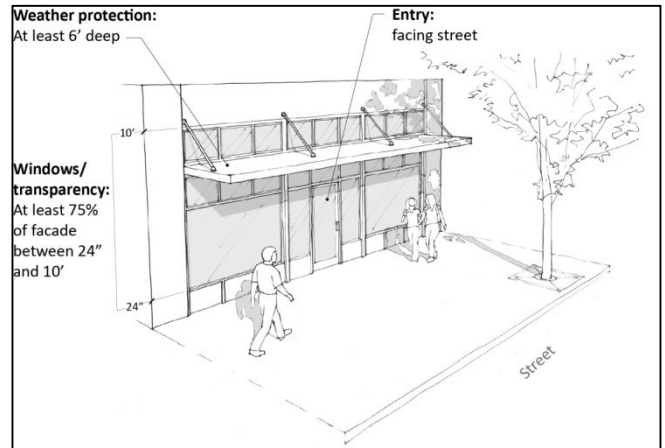 Weather protection:
At least 6’ deep
Entry:
facing street
10’
Windows/
transparency:
At least 75%
of facade
between 24”
and 10’
24”
Street